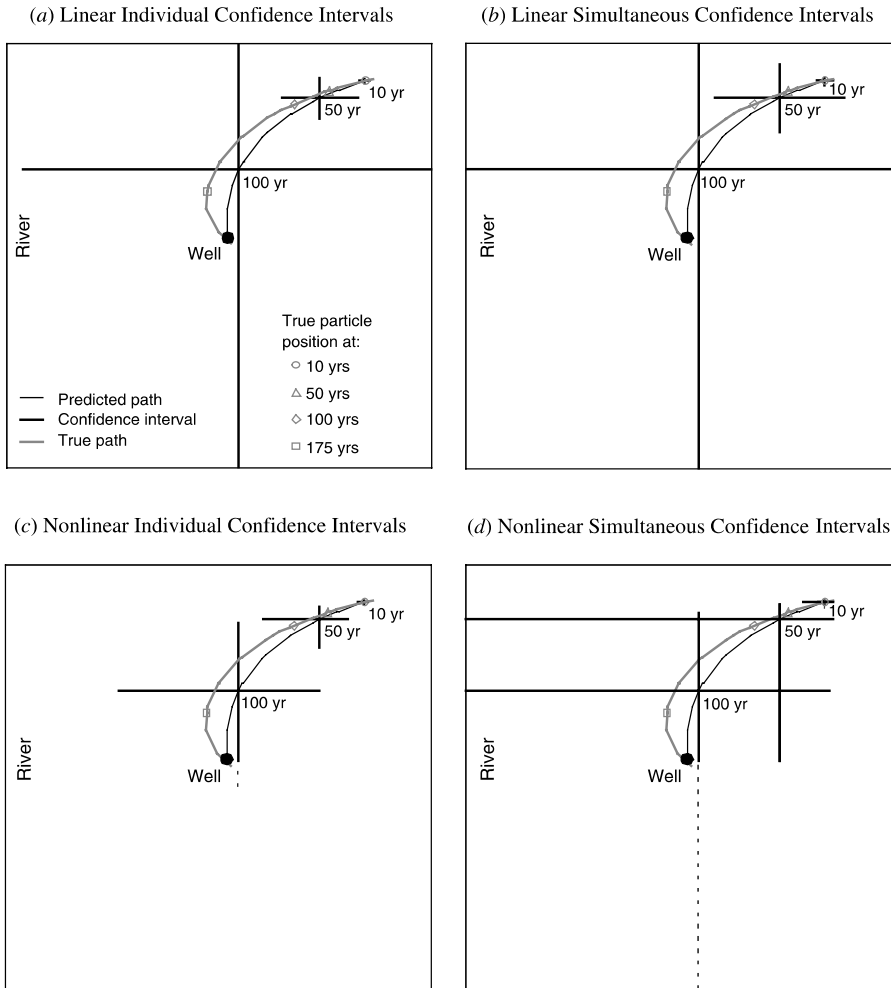 (a) Linear Individual Confidence Intervals
10 yr
50 yr
100 yr
River
Well
True particle
position at:
10 yrs
50 yrs
100 yrs
175 yrs
Predicted path
Confidence interval
True path
(b) Linear Simultaneous Confidence Intervals
10 yr
50 yr
100 yr
River
Well
(c) Nonlinear Individual Confidence Intervals
10 yr
50 yr
100 yr
River
Well
(d) Nonlinear Simultaneous Confidence Intervals
10 yr
50 yr
100 yr
River
Well